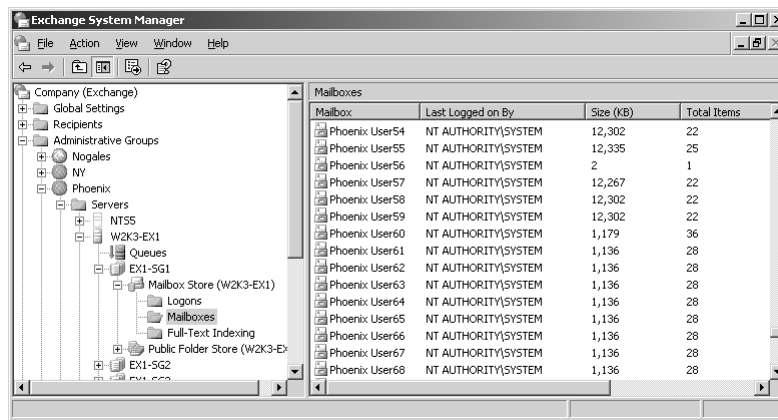 Exchange System Manager
File Action View Window Help
Company (Exchange)
Global Settings
Recipients
Administrative Groups
Nogales
NY
Phoenix
Servers
NTS5
W2K3-EX1
Queues
EX1-SG1
Mailbox Store (W2K3-EX1)
Logons
Mailboxes
Full-Text Indexing
Public Folder Store (W2K3-EX
EX1-SG2
Mailboxes
Mailbox Last Logged on By Size (KB) Total Items
Phoenix User54 NT AUTHORITY\SYSTEM 12,302 22
Phoenix User55 NT AUTHORITY\SYSTEM 12,335 25
Phoenix User56 NT AUTHORITY\SYSTEM 2 1
Phoenix User57 NT AUTHORITY\SYSTEM 12,267 22
Phoenix User58 NT AUTHORITY\SYSTEM 12,302 22
Phoenix User59 NT AUTHORITY\SYSTEM 12,302 22
Phoenix User60 NT AUTHORITY\SYSTEM 1,179 36
Phoenix User61 NT AUTHORITY\SYSTEM 1,136 28
Phoenix User62 NT AUTHORITY\SYSTEM 1,136 28
Phoenix User63 NT AUTHORITY\SYSTEM 1,136 28
Phoenix User64 NT AUTHORITY\SYSTEM 1,136 28
Phoenix User65 NT AUTHORITY\SYSTEM 1,136 28
Phoenix User66 NT AUTHORITY\SYSTEM 1,136 28
Phoenix User67 NT AUTHORITY\SYSTEM 1,136 28
Phoenix User68 NT AUTHORITY\SYSTEM 1,136 28